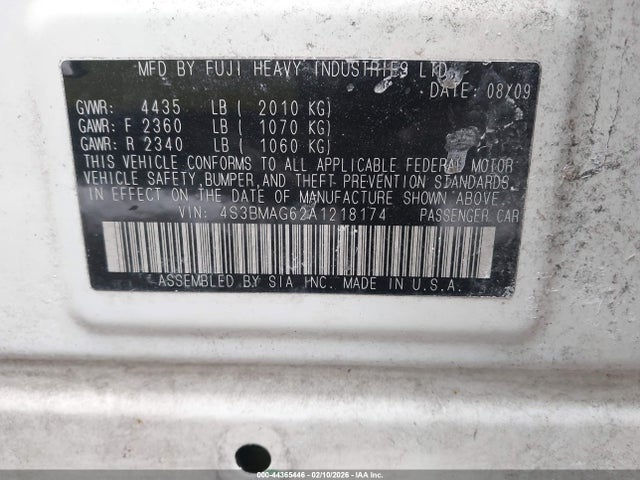 MFD BY FUJI HEAVY INDUSTRIES LTD.
DATE: 08/09
GVWR: 4435 LB ( 2010 KG)
GAWR: F 2360 LB ( 1070 KG)
GAWR: R 2340 LB ( 1060 KG)
THIS VEHICLE CONFORMS TO ALL APPLICABLE FEDERAL MOTOR
VEHICLE SAFETY, BUMPER, AND THEFT PREVENTION STANDARDS,
IN EFFECT ON THE DATE OF MANUFACTURE SHOWN ABOVE.
VIN: 4S3BMAG62A1218174 PASSENGER CAR
ASSEMBLED BY SIA INC. MADE IN U.S.A.
000-44365446 - 02/10/2026 - COPART